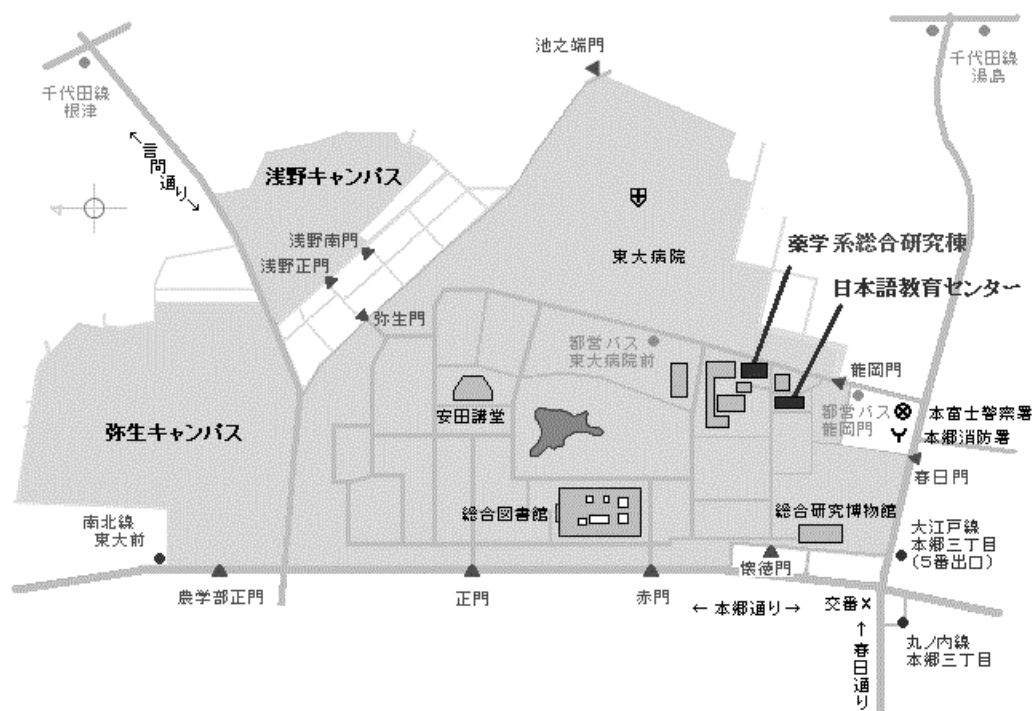 池之端門
千代田線
根津
千代田線
湯島
←言問通り→
浅野キャンパス
4
浅野南門
浅野正門
弥生門
東大病院
薬学系総合研究棟
日本語教育センター
都営バス
東大病院前
龍岡門
都営バス
龍岡門
本富士警察署
本郷消防署
春日門
安田講堂
弥生キャンパス
総合図書館
総合研究博物館
南北線
東大前
大江戸線
本郷三丁目
(5番出口)
農学部正門
正門
赤門
懐徳門
← 本郷通り →
交番 X
丸ノ内線
本郷三丁目
←春日通り→